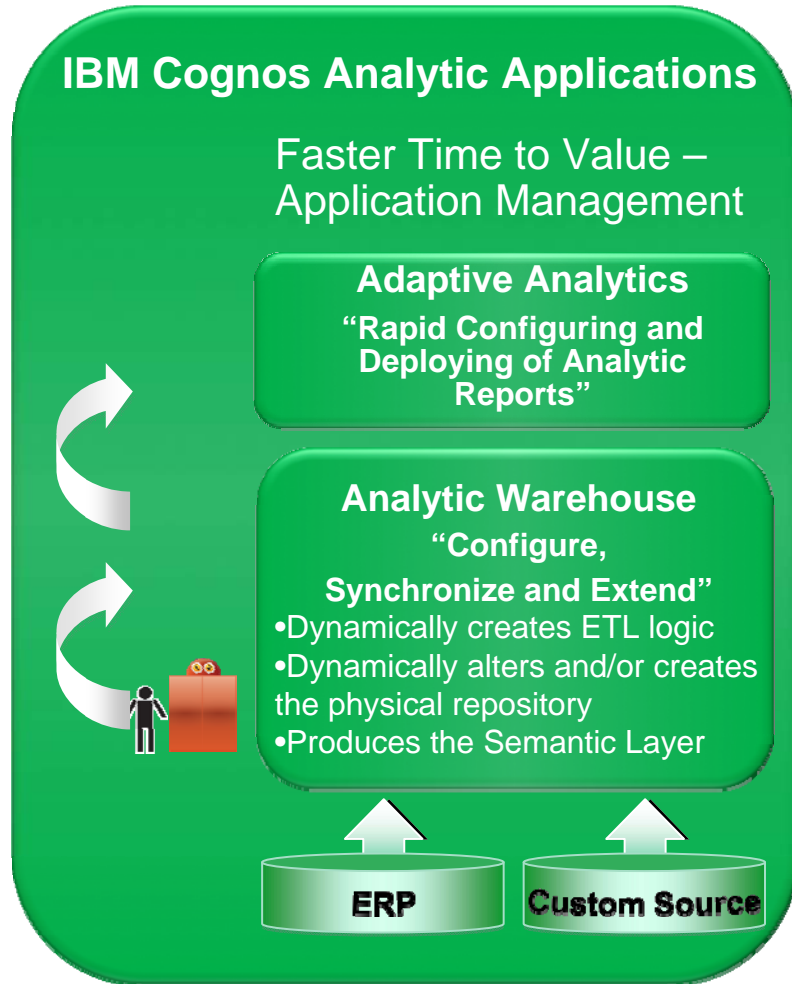 IBM Cognos Analytic Applications
Faster Time to Value –
Application Management
Adaptive Analytics
“Rapid Configuring and
Deploying of Analytic
Reports”
Analytic Warehouse
“Configure,
Synchronize and Extend”
•Dynamically creates ETL logic
•Dynamically alters and/or creates
the physical repository
•Produces the Semantic Layer
ERP
Custom Source